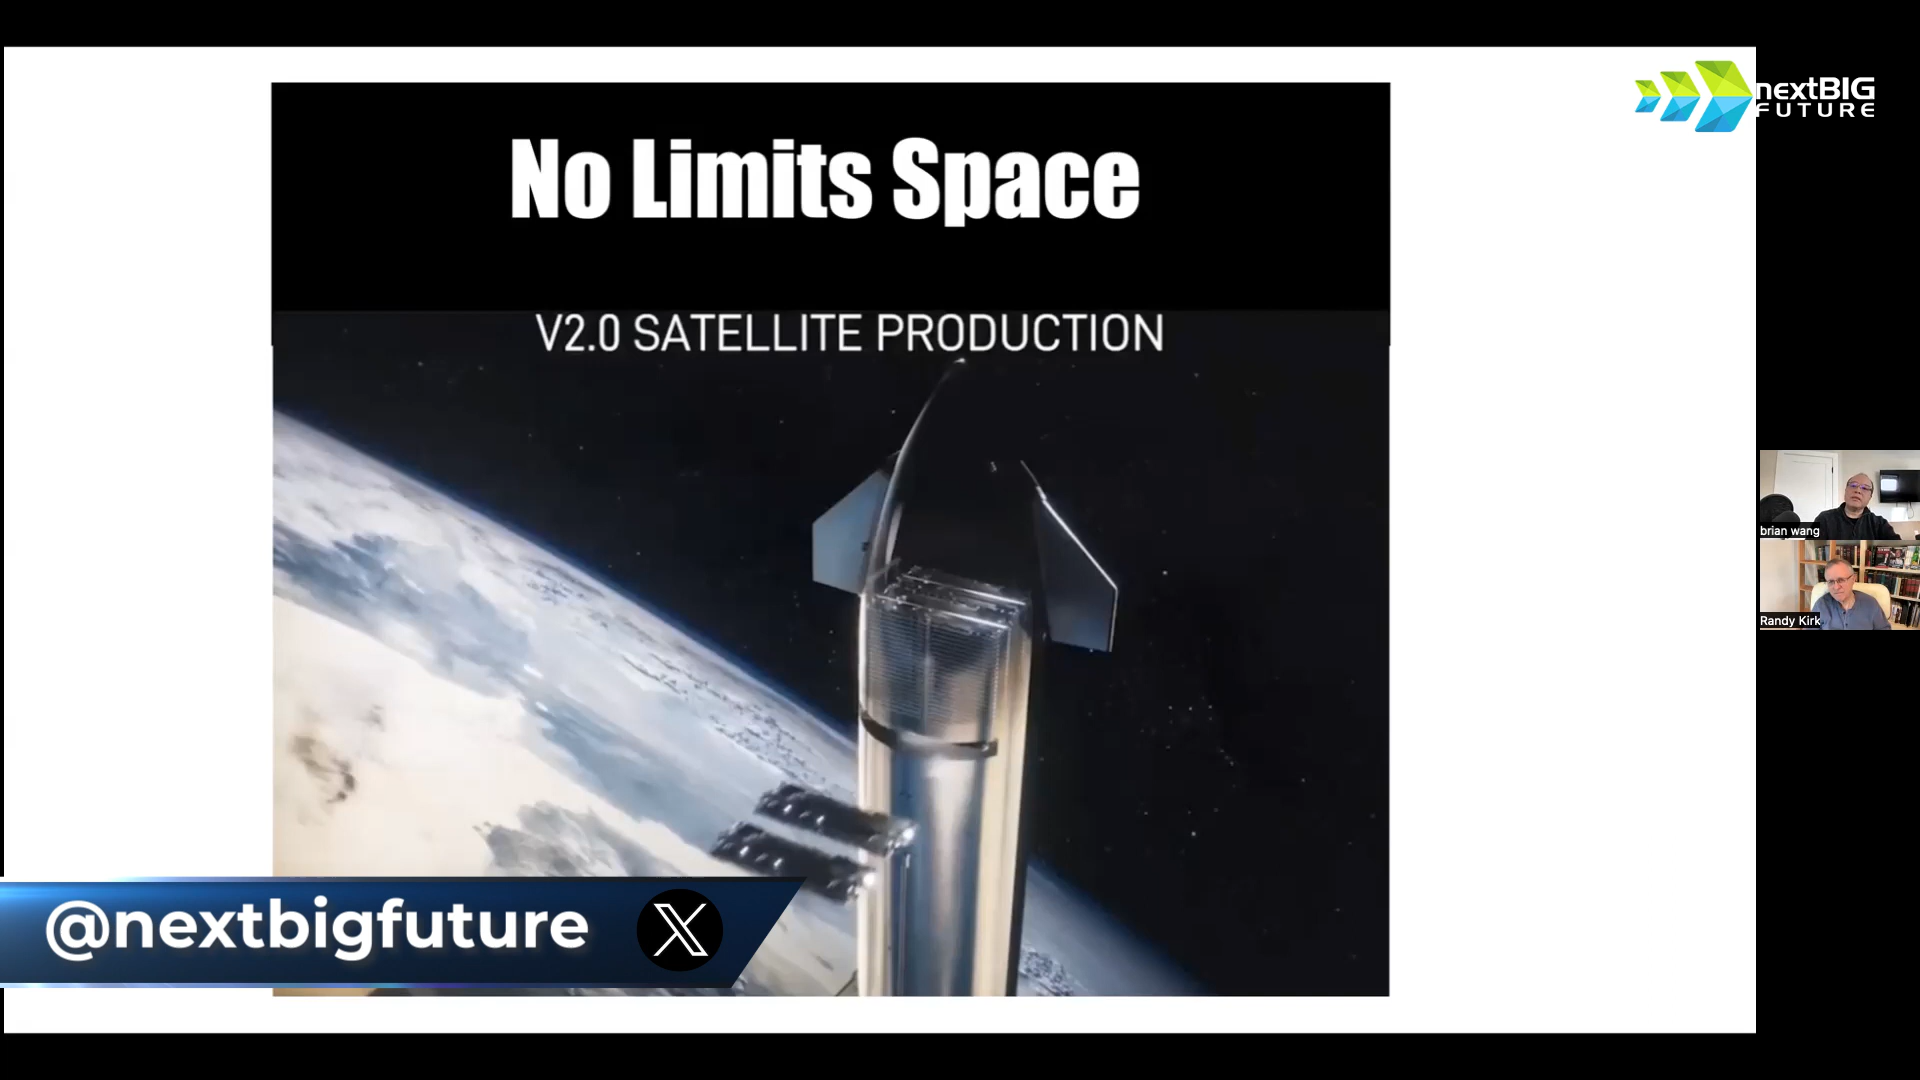 No Limits Space
V2.0 SATELLITE PRODUCTION
nextBIG
FUTURE
brian wang
Randy Kirk
@nextbigfuture